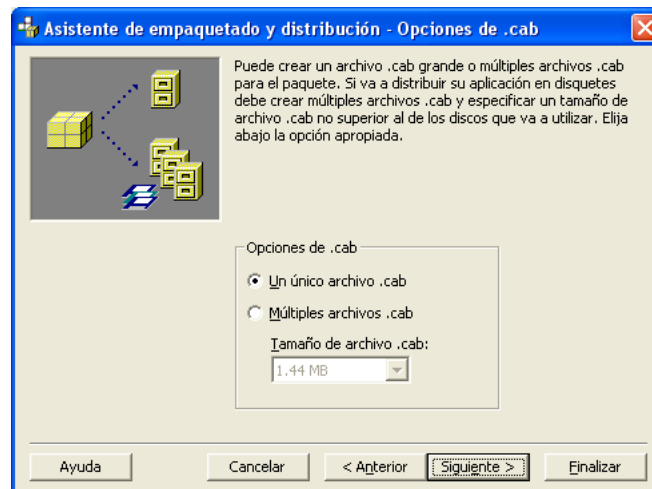 Asistente de empaquetado y distribución - Opciones de .cab
Puede crear un archivo .cab grande o múltiples archivos .cab
para el paquete. Si va a distribuir su aplicación en disquetes
debe crear múltiples archivos .cab y especificar un tamaño de
archivo .cab no superior al de los discos que va a utilizar. Elija
abajo la opción apropiada.
Opciones de .cab
Un único archivo .cab
Múltiples archivos .cab
Tamaño de archivo .cab:
1.44 MB
Ayuda
Cancelar
< Anterior
Siguiente >
Finalizar